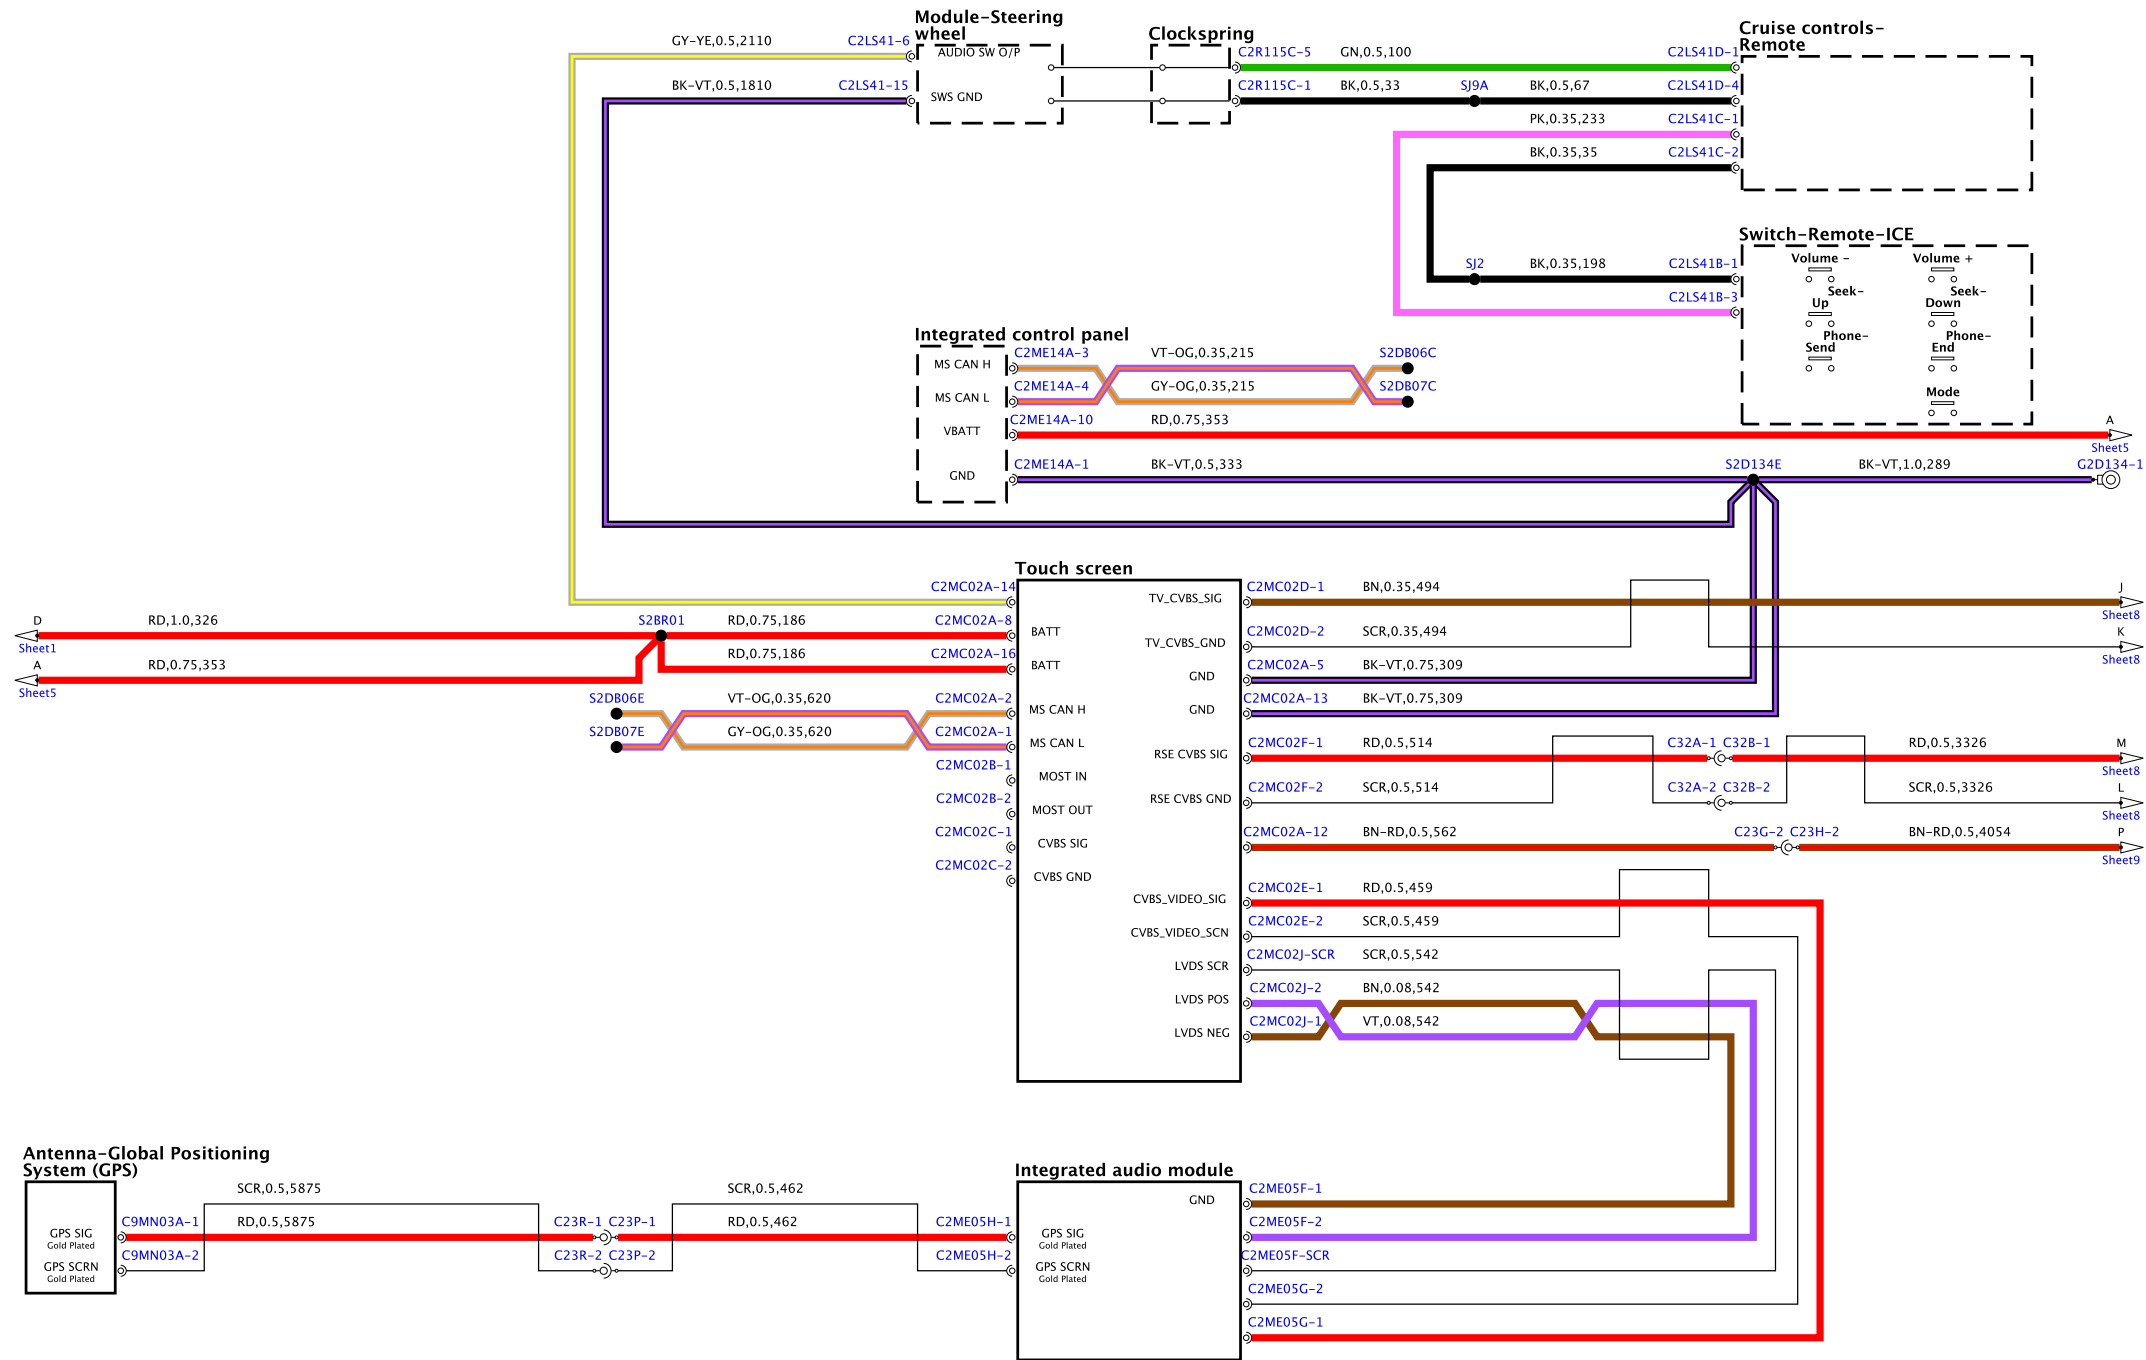 Module-Steering
wheel
Clockspring
Cruise controls-
Remote
GY-YE,0.5,2110
C2LS41-6
AUDIO SW O/P
C2R115C-5
GN,0.5,100
C2LS41D-1
BK-VT,0.5,1810
C2LS41-15
SWS GND
C2R115C-1
BK,0.5,33
SJ9A
BK,0.5,67
C2LS41D-4
PK,0.35,233
C2LS41C-1
BK,0.35,35
C2LS41C-2
Switch-Remote-ICE
SJ2
BK,0.35,198
C2LS41B-1
C2LS41B-3
Volume -
Volume +
Seek-
Up
Seek-
Down
Phone-
Send
Phone-
End
Mode
Integrated control panel
MS CAN H
C2ME14A-3
VT-OG,0.35,215
S2DB06C
MS CAN L
C2ME14A-4
GY-OG,0.35,215
S2DB07C
VBATT
C2ME14A-10
RD,0.75,353
A
Sheet5
GND
C2ME14A-1
BK-VT,0.5,333
S2D134E
BK-VT,1.0,289
G2D134-1
Touch screen
C2MC02A-14
TV_CVBS_SIG
C2MC02D-1
BN,0.35,494
J
Sheet8
D
Sheet1
RD,1.0,326
S2BR01
RD,0.75,186
C2MC02A-8
BATT
TV_CVBS_GND
C2MC02D-2
SCR,0.35,494
K
Sheet8
A
Sheet5
RD,0.75,353
RD,0.75,186
C2MC02A-16
BATT
GND
C2MC02A-5
BK-VT,0.75,309
S2DB06E
VT-OG,0.35,620
C2MC02A-2
MS CAN H
GND
C2MC02A-13
BK-VT,0.75,309
S2DB07E
GY-OG,0.35,620
C2MC02A-1
MS CAN L
RSE CVBS SIG
C2MC02F-1
RD,0.5,514
C32A-1
C32B-1
RD,0.5,3326
M
Sheet8
C2MC02B-1
MOST IN
RSE CVBS GND
C2MC02F-2
SCR,0.5,514
C32A-2
C32B-2
SCR,0.5,3326
L
Sheet8
C2MC02B-2
MOST OUT
C2MC02C-1
CVBS SIG
C2MC02A-12
BN-RD,0.5,562
C23G-2
C23H-2
BN-RD,0.5,4054
P
Sheet9
C2MC02C-2
CVBS GND
CVBS_VIDEO_SIG
C2MC02E-1
RD,0.5,459
CVBS_VIDEO_SCN
C2MC02E-2
SCR,0.5,459
LVDS SCR
C2MC02J-SCR
SCR,0.5,542
LVDS POS
C2MC02J-2
BN,0.08,542
LVDS NEG
C2MC02J-1
VT,0.08,542
Antenna-Global Positioning
System (GPS)
Integrated audio module
SCR,0.5,5875
SCR,0.5,462
GND
C2ME05F-1
GPS SIG
Gold Plated
C9MN03A-1
RD,0.5,5875
C23R-1
C23P-1
RD,0.5,462
C2ME05H-1
GPS SIG
Gold Plated
C2ME05F-2
GPS SCRN
Gold Plated
C9MN03A-2
C23R-2
C23P-2
C2ME05H-2
GPS SCRN
Gold Plated
C2ME05F-SCR
C2ME05G-2
C2ME05G-1